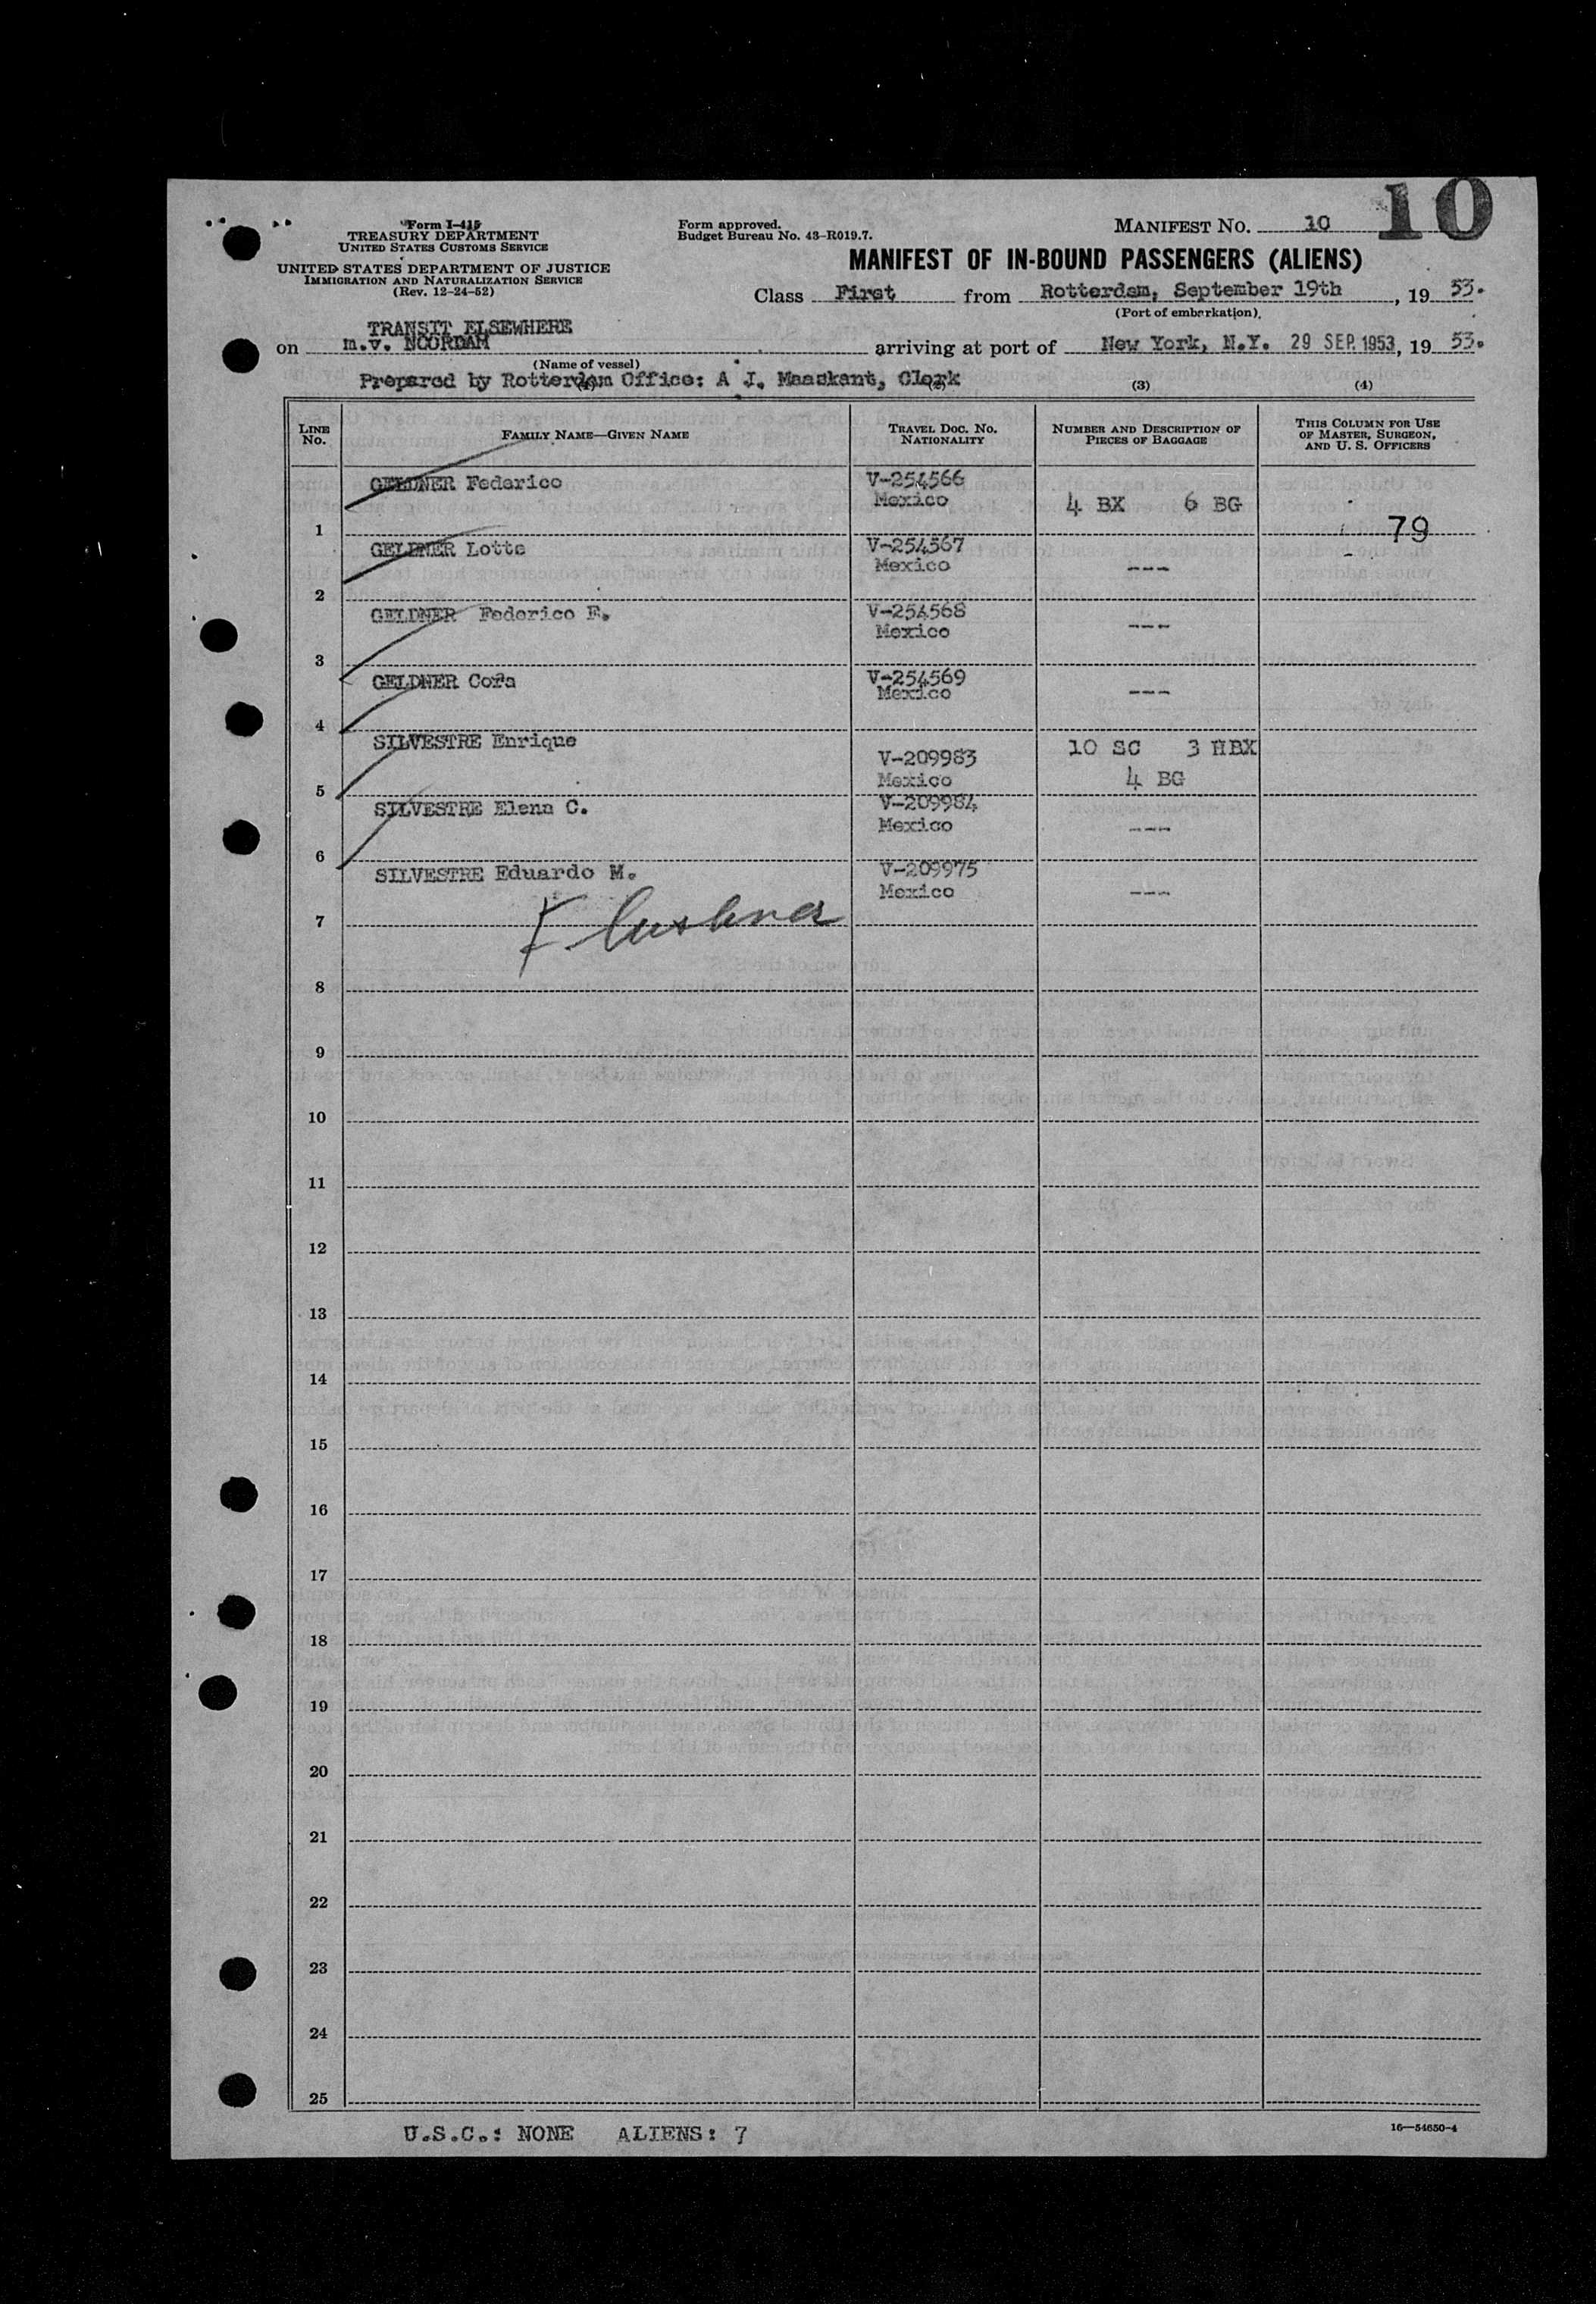 Form I-415
TREASURY DEPARTMENT
UNITED STATES CUSTOMS SERVICE
UNITED STATES DEPARTMENT OF JUSTICE
IMMIGRATION AND NATURALIZATION SERVICE
(Rev. 12-24-52)
Form approved.
Budget Bureau No. 43-R019.7.
MANIFEST NO. 10
10
MANIFEST OF IN-BOUND PASSENGERS (ALIENS)
Class First from Rotterdam, September 19th, 19 53.
(Port of embarkation)
TRANSIT ELSEWHERE
on m.v. NOORDAM arriving at port of New York, N.Y. 29 SEP. 1953, 19 53.
(Name of vessel)
Prepared by Rotterdam Office: A J. Maaskant, Clerk (3) (4)
LINE NO. FAMILY NAME—GIVEN NAME TRAVEL DOC. NO. NATIONALITY NUMBER AND DESCRIPTION OF PIECES OF BAGGAGE THIS COLUMN FOR USE OF MASTER, SURGEON, AND U. S. OFFICERS
GELDNER Federico V-254566
Mexico 4 BX 6 BG
1 79
GELDNER Lotte V-254567
Mexico ---
2
GELDNER Federico E. V-254568
Mexico ---
3
GELDNER Cora V-254569
Mexico ---
4
SILVESTRE Enrique 10 SC 3 HBX
V-209983
5 Mexico 4 BG
SILVESTRE Elena C. V-209984
Mexico ---
6
SILVESTRE Eduardo M. V-209975
Mexico ---
7
8
9
10
11
12
13
14
15
16
17
18
19
20
21
22
23
24
25
U.S.C.: NONE ALIENS: 7
16—54650-4